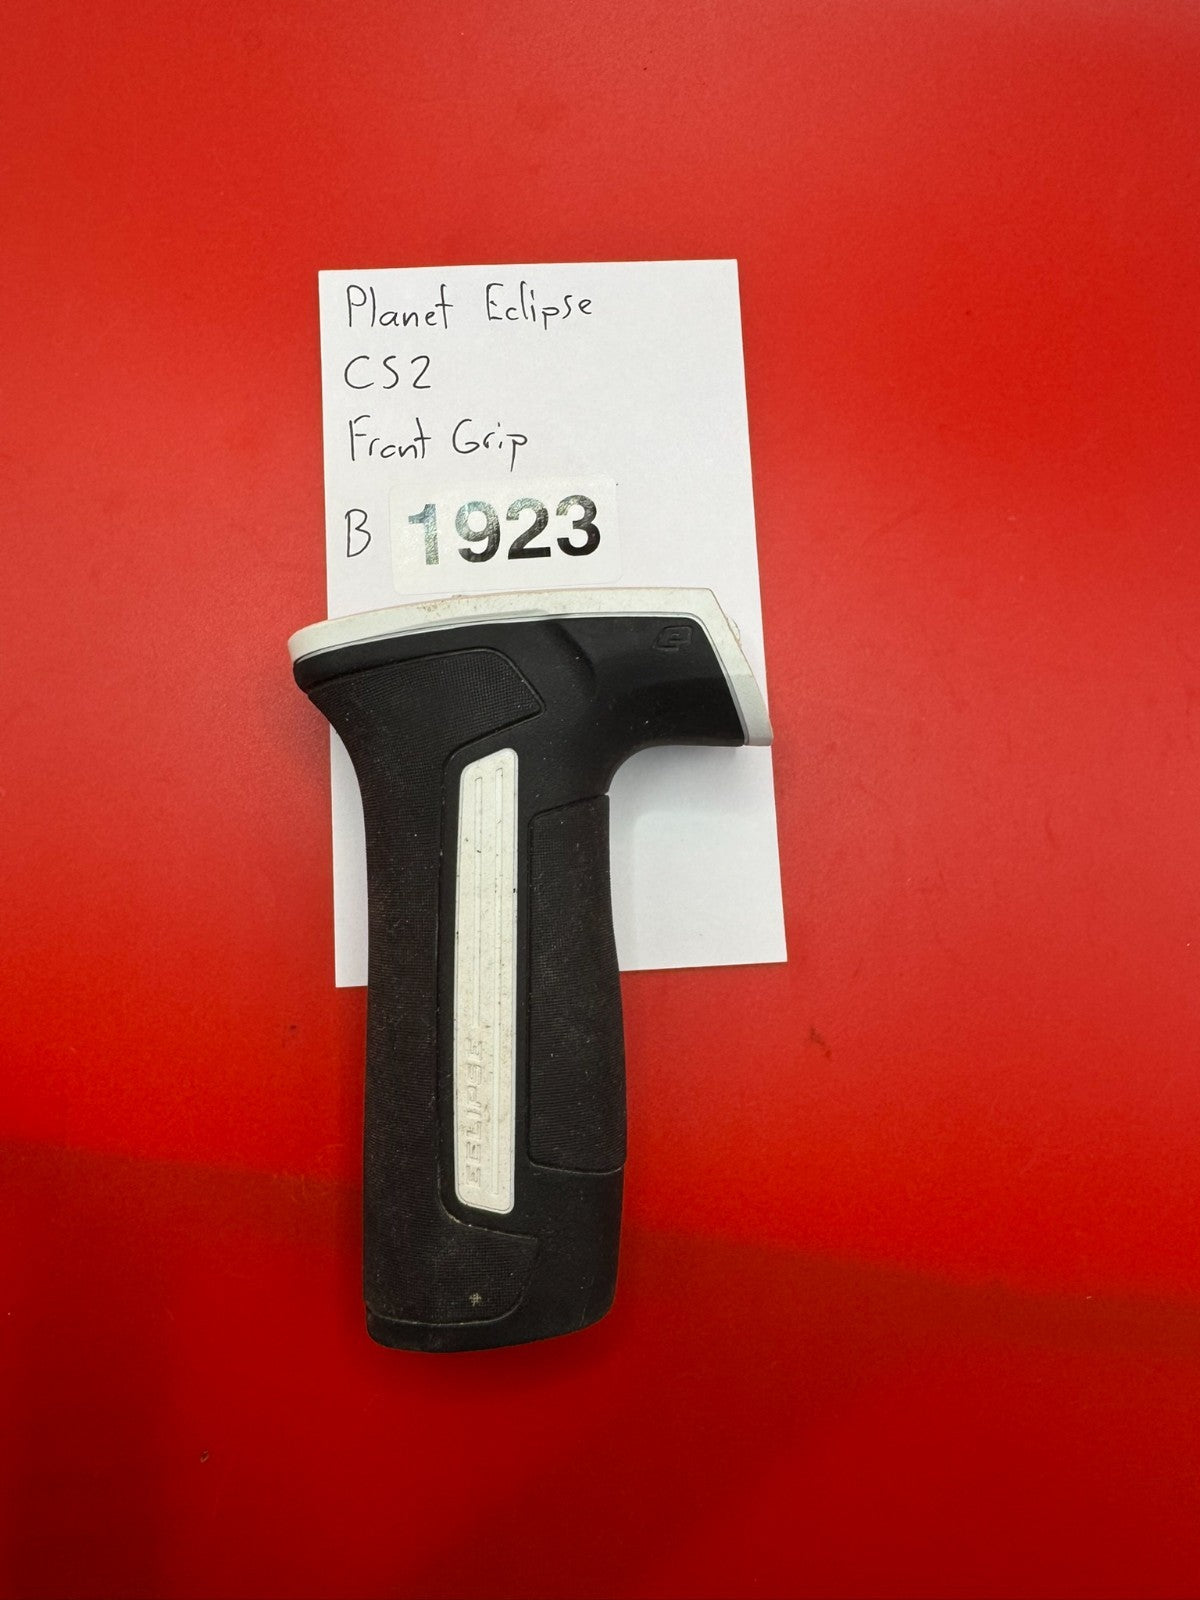 Planet Eclipse
CS2
Front Grip
B 1923
ECLIPSE